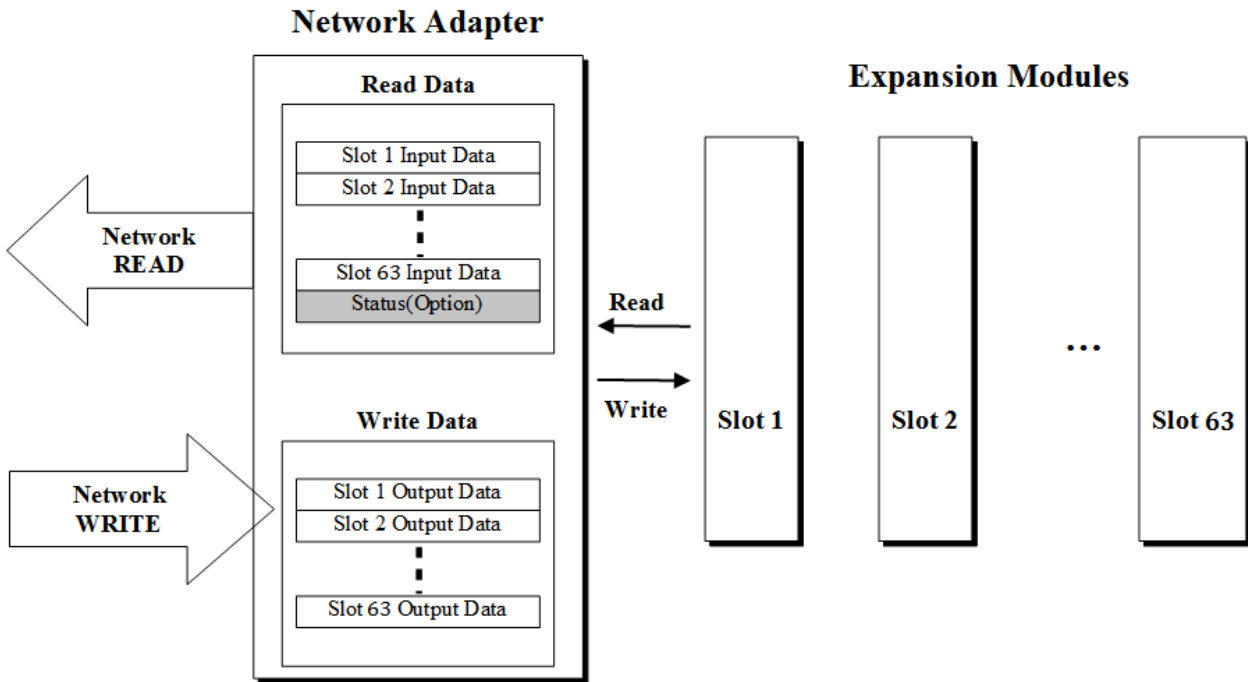 Network Adapter
Read Data
Slot 1 Input Data
Slot 2 Input Data
Slot 63 Input Data
Status(Option)
Network
READ
Write Data
Slot 1 Output Data
Slot 2 Output Data
Slot 63 Output Data
Network
WRITE
Read
Write
Expansion Modules
Slot 1
Slot 2
...
Slot 63